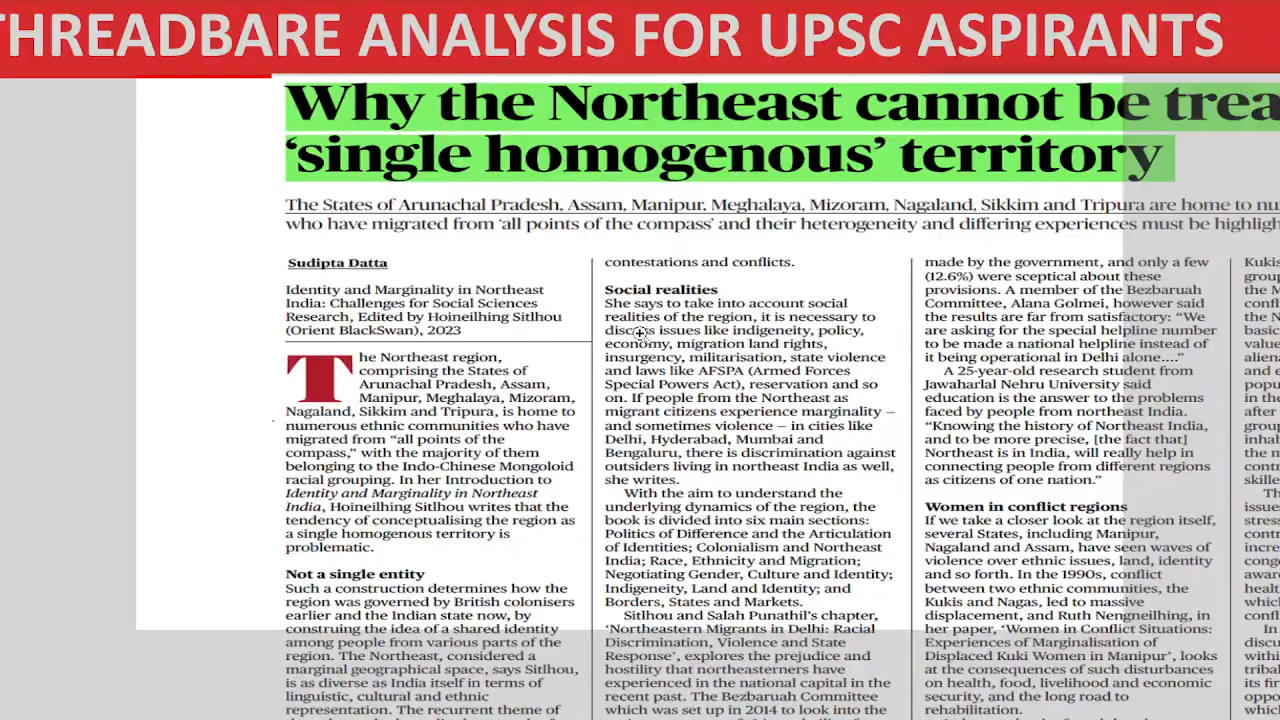 THREADBARE ANALYSIS FOR UPSC ASPIRANTS
Why the Northeast cannot be
‘single homogenous’ territory
The States of Arunachal Pradesh, Assam, Manipur, Meghalaya, Mizoram, Nagaland, Sikkim and Tripura are home to
who have migrated from ‘all points of the compass’ and their heterogeneity and differing experiences must be
Sudipta Datta
Identity and Marginality in Northeast
India: Challenges for Social Sciences
Research, Edited by Hoineilhing Sitlhou
(Orient BlackSwan), 2023
The Northeast region,
comprising the States of
Arunachal Pradesh, Assam,
Manipur, Meghalaya, Mizoram,
Nagaland, Sikkim and Tripura, is home to
numerous ethnic communities who have
migrated from “all points of the
compass,” with the majority of them
belonging to the Indo-Chinese Mongoloid
racial grouping. In her Introduction to
Identity and Marginality in Northeast
India, Hoineilhing Sitlhou writes that the
tendency of conceptualising the region as
a single homogenous territory is
problematic.
Not a single entity
Such a construction determines how the
region was governed by British colonisers
earlier and the Indian state now, by
construing the idea of a shared identity
among people from various parts of the
region. The Northeast, considered a
marginal geographical space, says Sitlhou,
is as diverse as India itself in terms of
linguistic, cultural and ethnic
representation. The recurrent theme of
contestations and conflicts.
Social realities
She says to take into account social
realities of the region, it is necessary to
discuss issues like indigeneity, policy,
economy, migration land rights,
insurgency, militarisation, state violence
and laws like AFSPA (Armed Forces
Special Powers Act), reservation and so
on. If people from the Northeast as
migrant citizens experience marginality –
and sometimes violence – in cities like
Delhi, Hyderabad, Mumbai and
Bengaluru, there is discrimination against
outsiders living in northeast India as well,
she writes.
With the aim to understand the
underlying dynamics of the region, the
book is divided into six main sections:
Politics of Difference and the Articulation
of Identities; Colonialism and Northeast
India; Race, Ethnicity and Migration;
Negotiating Gender, Culture and Identity;
Indigeneity, Land and Identity; and
Borders, States and Markets.
Sitlhou and Salah Punathil’s chapter,
‘Northeastern Migrants in Delhi: Racial
Discrimination, Violence and State
Response’, explores the prejudice and
hostility the northeasterners have
experienced in the national capital in the
recent past. The Bezbaruah Committee
which was set up in 2014 to look into the
made by the government, and only a few
(12.6%) were sceptical about these
provisions. A member of the Bezbaruah
Committee, Alana Golmei, however said
the results are far from satisfactory: “We
are asking for the special helpline number
to be made a national helpline instead of
it being operational in Delhi alone....”
A 25-year-old research student from
Jawaharlal Nehru University said
education is the answer to the problems
faced by people from northeast India.
“Knowing the history of Northeast India,
and to be more precise, [the fact that]
Northeast is in India, will really help in
connecting people from different regions
as citizens of one nation.”
Women in conflict regions
If we take a closer look at the region itself,
several States, including Manipur,
Nagaland and Assam, have seen waves of
violence over ethnic issues, land, identity
and so forth. In the 1990s, conflict
between two ethnic communities, the
Kukis and Nagas, led to massive
displacement, and Ruth Nengneilhing, in
her paper, ‘Women in Conflict Situations:
Experiences of Marginalisation of
Displaced Kuki Women in Manipur’, looks
at the consequences of such disturbances
on health, food, livelihood and economic
security, and the long road to
rehabilitation.